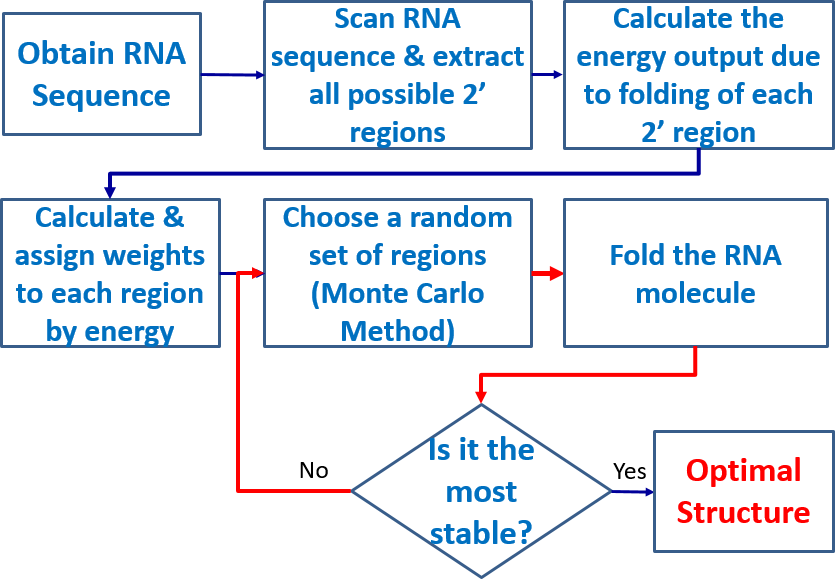 Obtain RNA
Sequence
Scan RNA
sequence & extract
all possible 2’
regions
Calculate the
energy output due
to folding of each
2’ region
Calculate &
assign weights
to each region
by energy
Choose a random
set of regions
(Monte Carlo
Method)
Fold the RNA
molecule
Is it the
most
stable?
No
Yes
Optimal
Structure